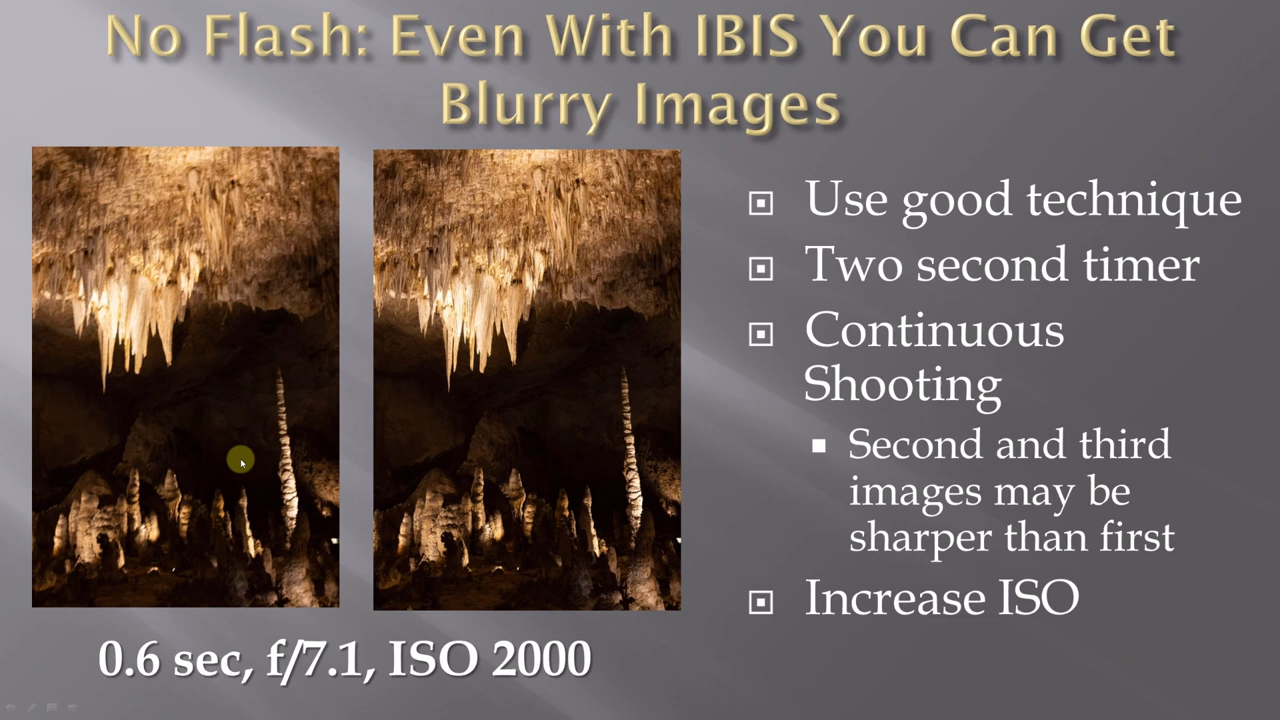 No Flash: Even With IBIS You Can Get
Blurry Images
Use good technique
Two second timer
Continuous
Shooting
Second and third
images may be
sharper than first
Increase ISO
0.6 sec, f/7.1, ISO 2000